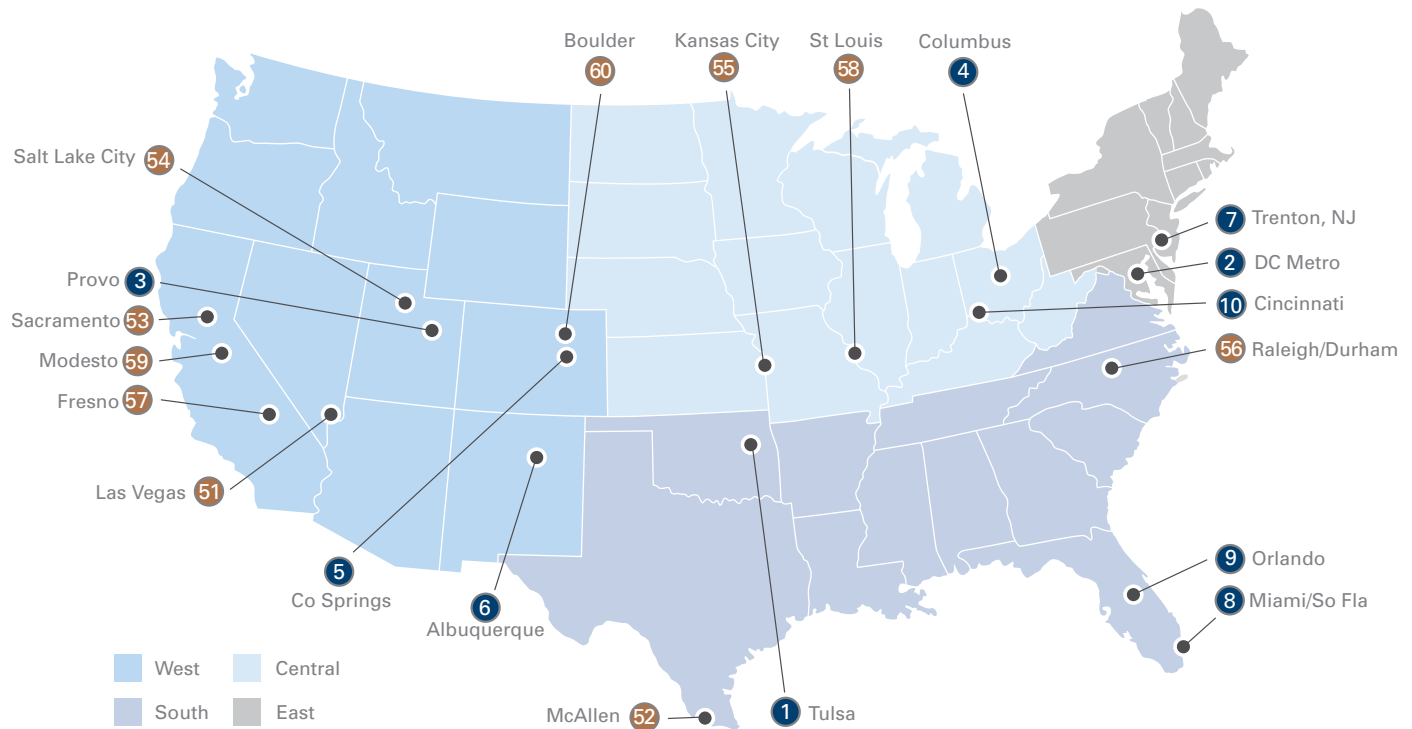 Boulder
60
Kansas City
55
St Louis
58
Columbus
4
Salt Lake City 54
7 Trenton, NJ
2 DC Metro
Provo 3
10 Cincinnati
Sacramento 53
56 Raleigh/Durham
Modesto 59
Fresno 57
Las Vegas 51
5
Co Springs
6
Albuquerque
9 Orlando
8 Miami/So Fla
West
Central
South
East
McAllen 52
1 Tulsa